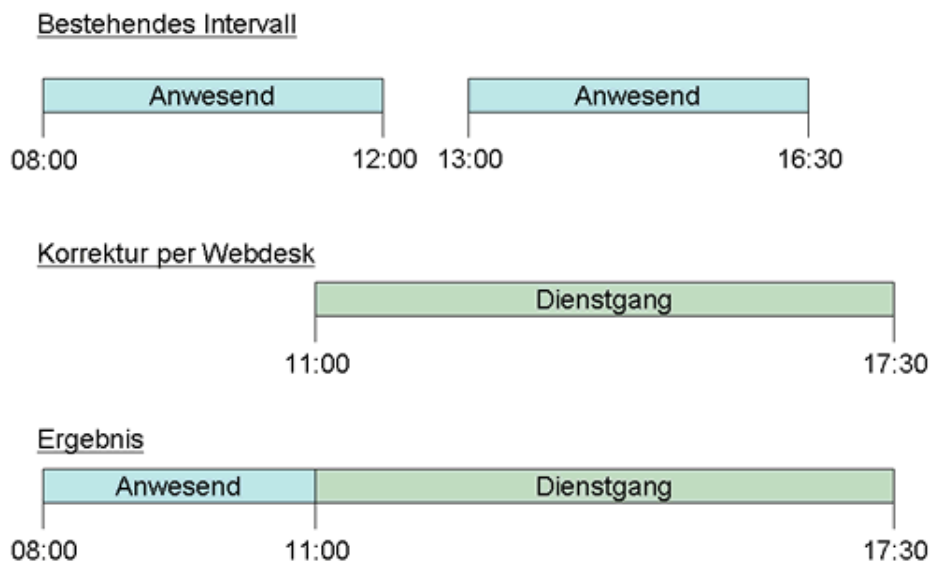 Bestehendes Intervall
Anwesend Anwesend
08:00 12:00 13:00 16:30
Korrektur per Webdesk
Dienstgang
11:00 17:30
Ergebnis
Anwesend Dienstgang
08:00 11:00 17:30